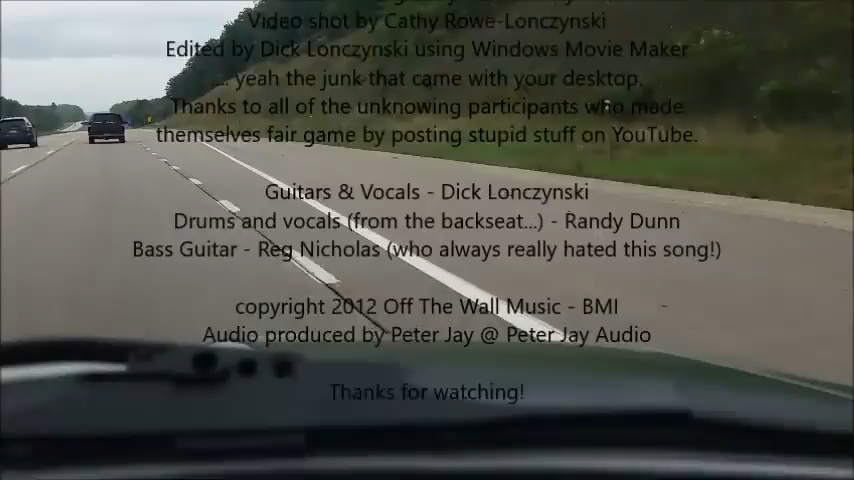 Video shot by Cathy Rowe-Lonczynski
Edited by Dick Lonczynski using Windows Movie Maker
... yeah the junk that came with your desktop.
Thanks to all of the unknowing participants who made
themselves fair game by posting stupid stuff on YouTube.
Guitars & Vocals - Dick Lonczynski
Drums and vocals (from the backseat...) - Randy Dunn
Bass Guitar - Reg Nicholas (who always really hated this song!)
copyright 2012 Off The Wall Music - BMI
Audio produced by Peter Jay @ Peter Jay Audio
Thanks for watching!